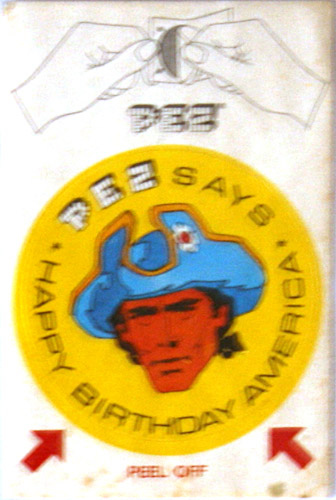 PEZ
PEZ SAYS
• HAPPY BIRTHDAY AMERICA •
PEEL OFF